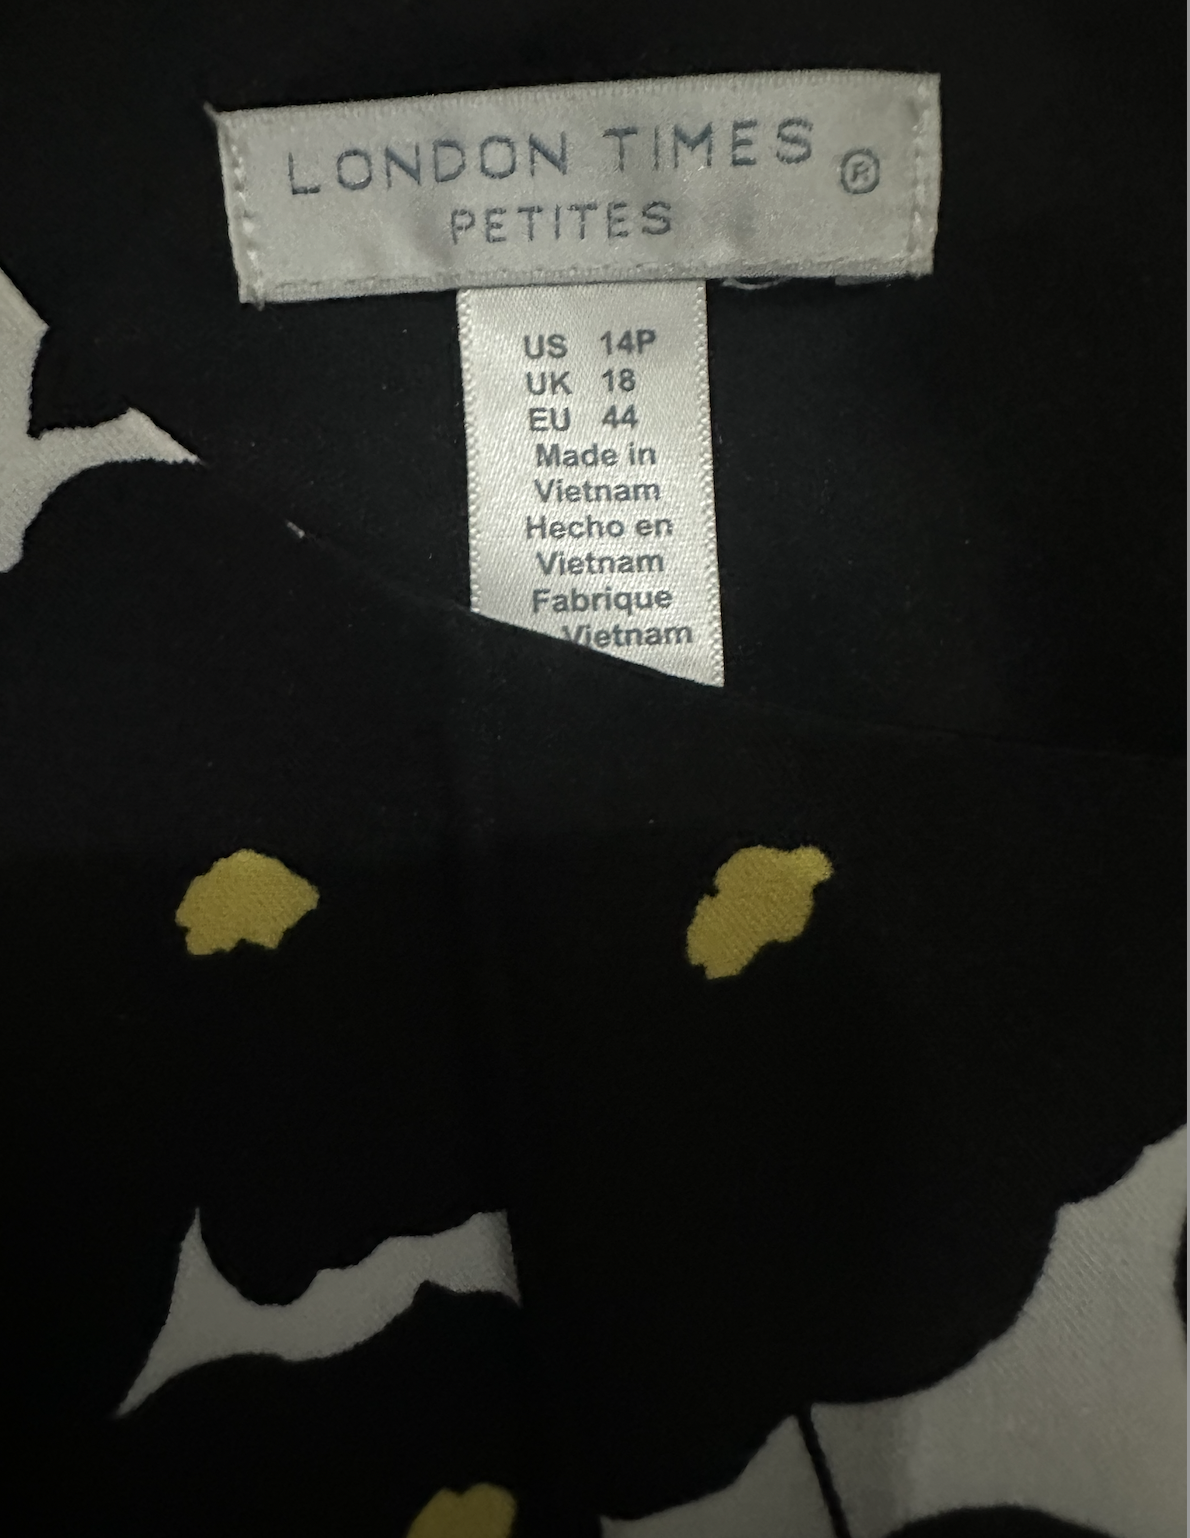 LONDON TIMES ®
PETITES
US 14P
UK 18
EU 44
Made in
Vietnam
Hecho en
Vietnam
Fabrique
Vietnam